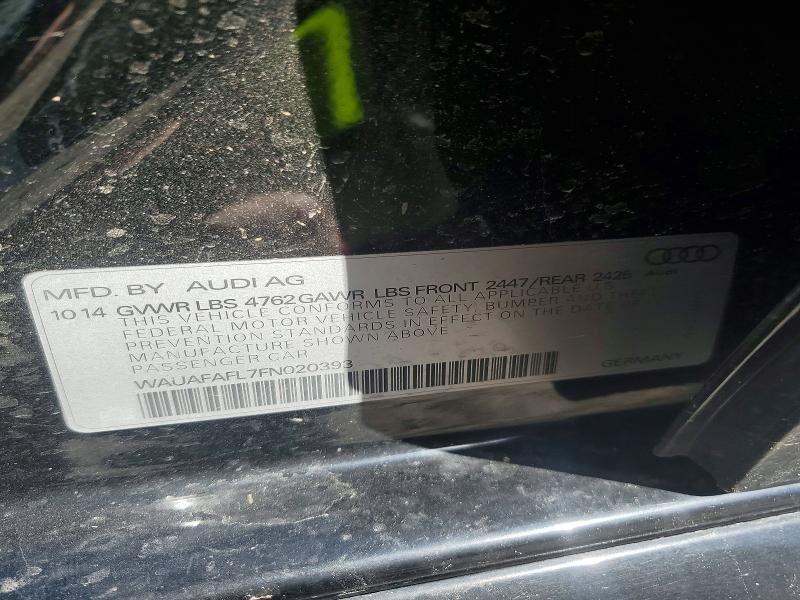 MFD. BY AUDI AG
10 14 GVWR LBS 4762 GAWR LBS FRONT 2447/REAR 2425
Audi
THIS VEHICLE CONFORMS TO ALL APPLICABLE U.S.
FEDERAL MOTOR VEHICLE SAFETY, BUMPER AND THEFT
PREVENTION STANDARDS IN EFFECT ON THE DATE OF
MANUFACTURE SHOWN ABOVE
PASSENGER CAR
WAUAFAFL7FN020393
GERMANY